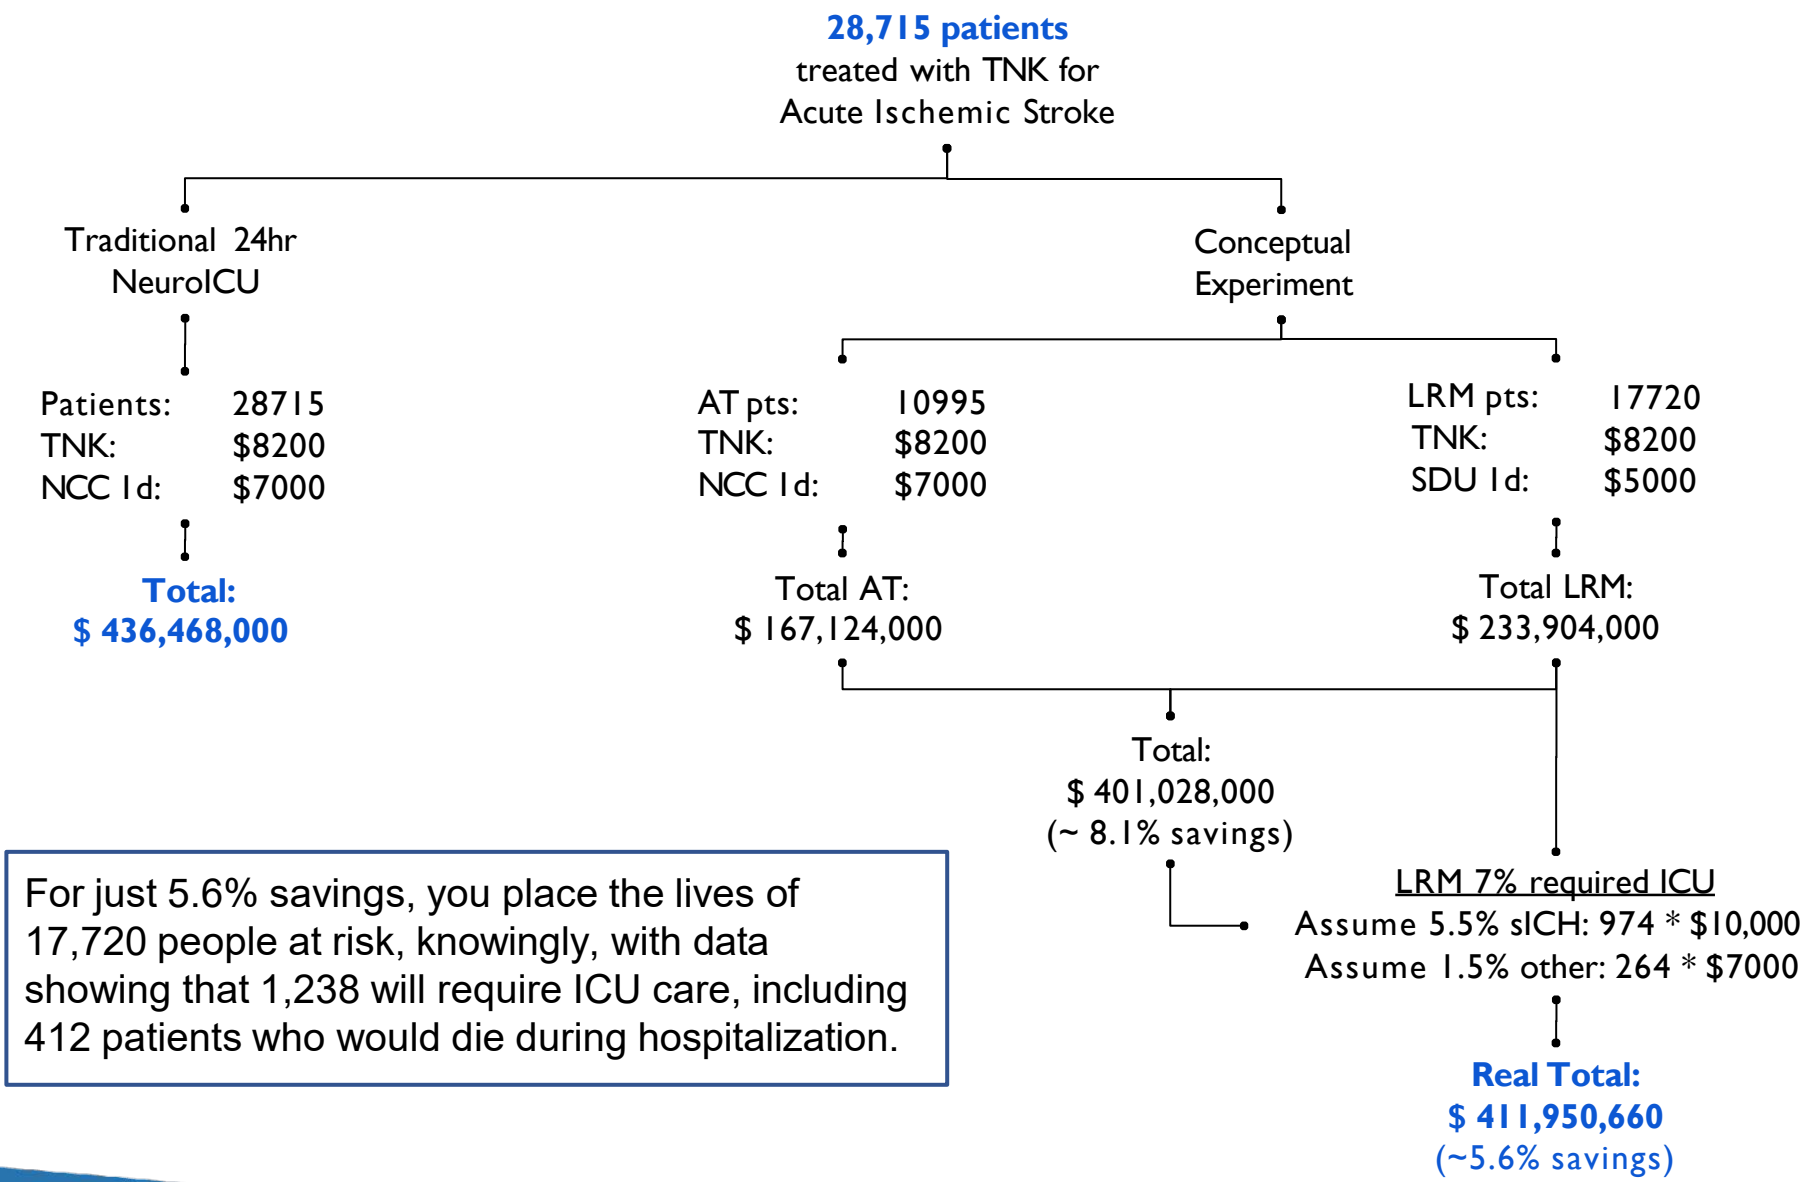 28,715 patients
treated with TNK for
Acute Ischemic Stroke
Traditional 24hr
NeuroICU
Patients: 28715
TNK: $8200
NCC 1d: $7000
Total:
$ 436,468,000
Conceptual
Experiment
AT pts: 10995
TNK: $8200
NCC 1d: $7000
Total AT:
$ 167,124,000
LRM pts: 17720
TNK: $8200
SDU 1d: $5000
Total LRM:
$ 233,904,000
Total:
$ 401,028,000
(~ 8.1% savings)
LRM 7% required ICU
Assume 5.5% sICH: 974 * $10,000
Assume 1.5% other: 264 * $7000
Real Total:
$ 411,950,660
(~5.6% savings)
For just 5.6% savings, you place the lives of
17,720 people at risk, knowingly, with data
showing that 1,238 will require ICU care, including
412 patients who would die during hospitalization.